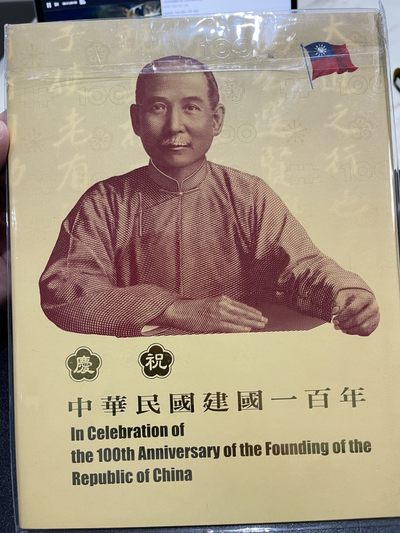 慶 祝
中華民國建國一百年
In Celebration of
the 100th Anniversary of the Founding of the
Republic of China